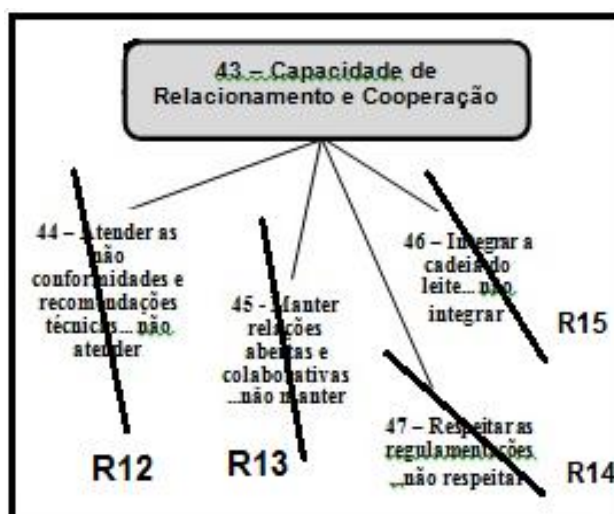 43 – Capacidade de
Relacionamento e Cooperação
44 – Atender as
não
conformidades e
recomendações
técnicas... não
atender
R12
45 - Manter
relações
abertas e
colaborativas
...não manter
R13
46 – Integrar a
cadeia do
leite... não
integrar
R15
47 – Respeitar as
regulamentações
...não respeitar
R14